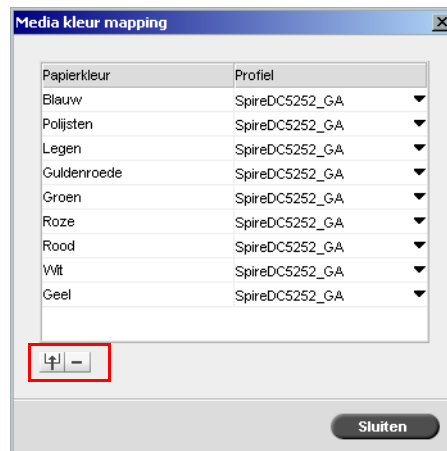 Media kleur mapping
Papierkleur Profiel
Blauw SpireDC5252_GA
Polijsten SpireDC5252_GA
Legen SpireDC5252_GA
Guldenroede SpireDC5252_GA
Groen SpireDC5252_GA
Roze SpireDC5252_GA
Rood SpireDC5252_GA
Wit SpireDC5252_GA
Geel SpireDC5252_GA
Sluiten